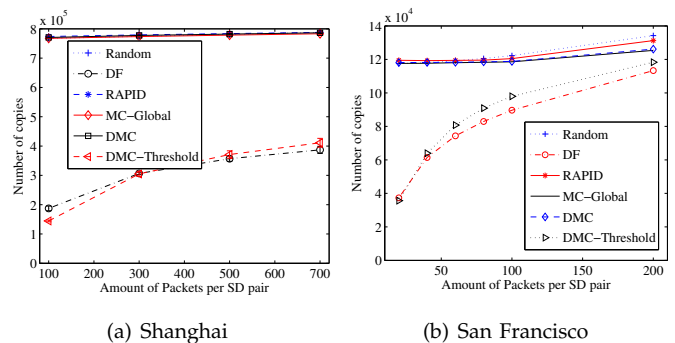 8 x 10^5
7
6
5
4
3
2
1
0
Number of copies
Random
DF
RAPID
MC−Global
DMC
DMC−Threshold
100 200 300 400 500 600 700
Amount of Packets per SD pair
(a) Shanghai
14 x 10^4
12
10
8
6
4
2
0
Number of copies
Random
DF
RAPID
MC−Global
DMC
DMC−Threshold
50 100 150 200
Amount of Packets per SD pair
(b) San Francisco